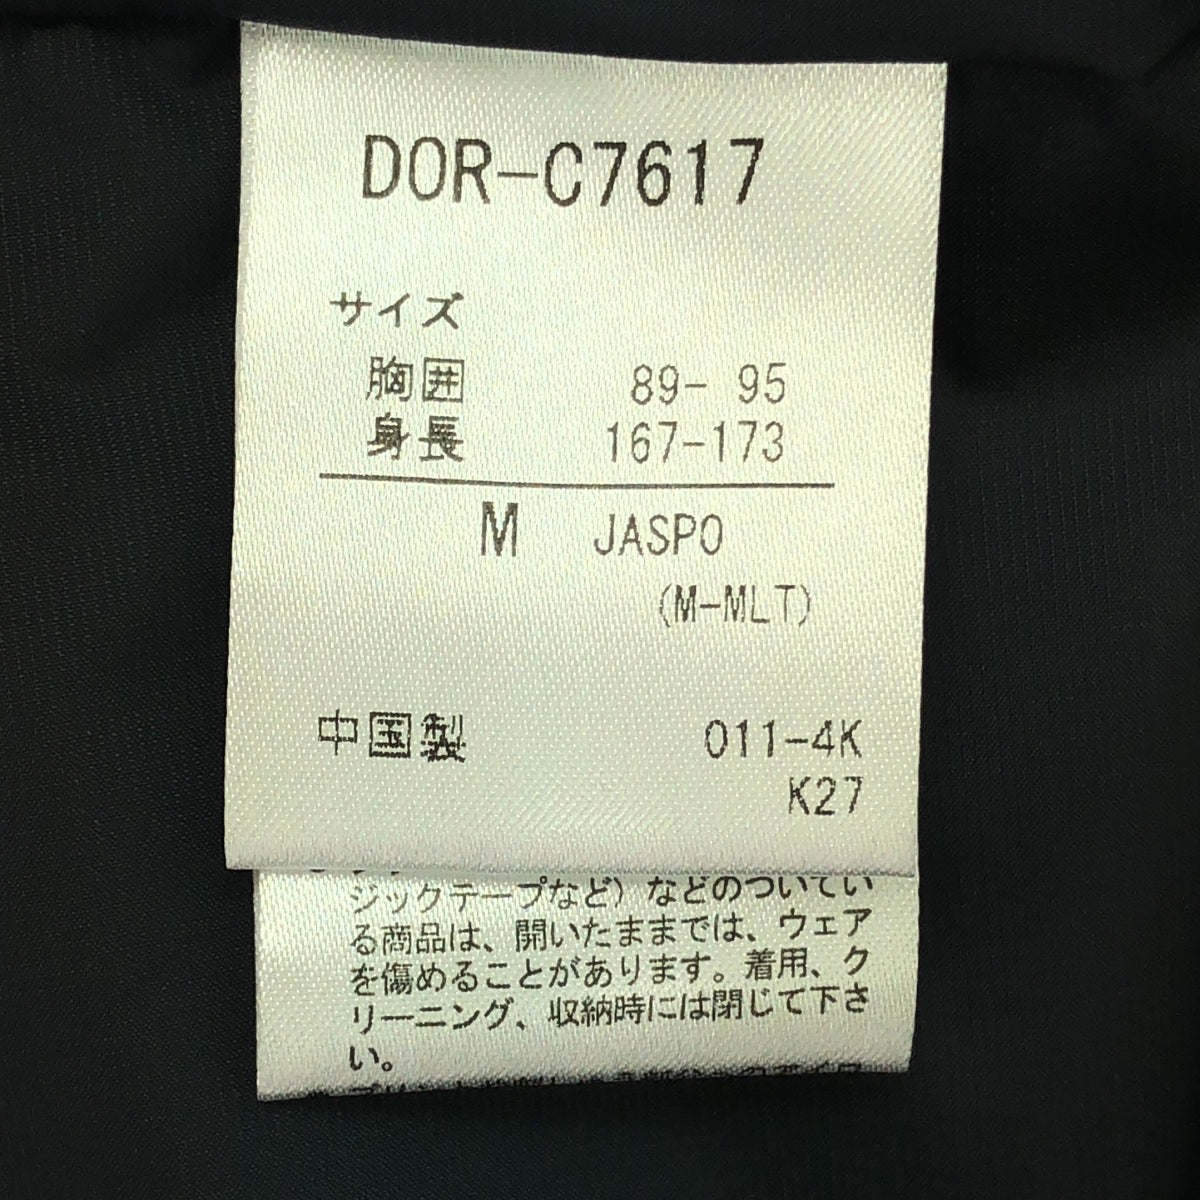 DOR-C7617
サイズ
胸囲 89- 95
身長 167-173
M JASPO
(M-MLT)
中国製 011-4K
K27
ジックテープなど）などのついてい
る商品は、開いたままでは、ウェア
を傷めることがあります。着用、ク
リーニング、収納時には閉じて下さ
い。